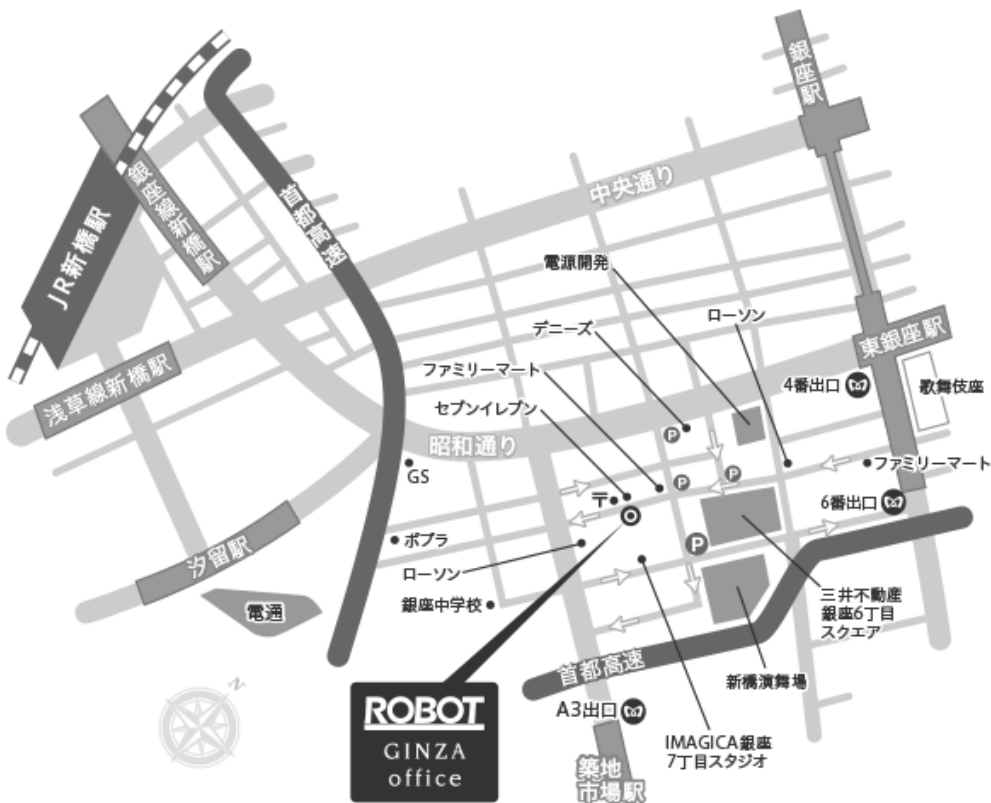 銀座駅
銀座線新橋駅
JR新橋駅
首都高速
中央通り
電源開発
ローソン
デニーズ
東銀座駅
ファミリーマート
4番出口
歌舞伎座
浅草線新橋駅
セブンイレブン
昭和通り
P
GS
P
P
ファミリーマート
〒
6番出口
汐留駅
ポプラ
P
ローソン
電通
銀座中学校
三井不動産
銀座6丁目
スクエア
首都高速
新橋演舞場
N
ROBOT
GINZA
office
A3出口
IMAGICA銀座
7丁目スタジオ
築地
市場駅